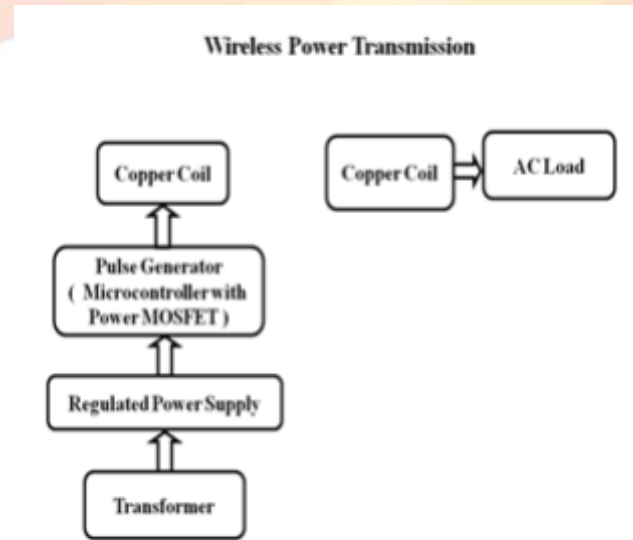 Wireless Power Transmission
Copper Coil
Copper Coil
AC Load
Pulse Generator
( Microcontroller with
Power MOSFET )
Regulated Power Supply
Transformer